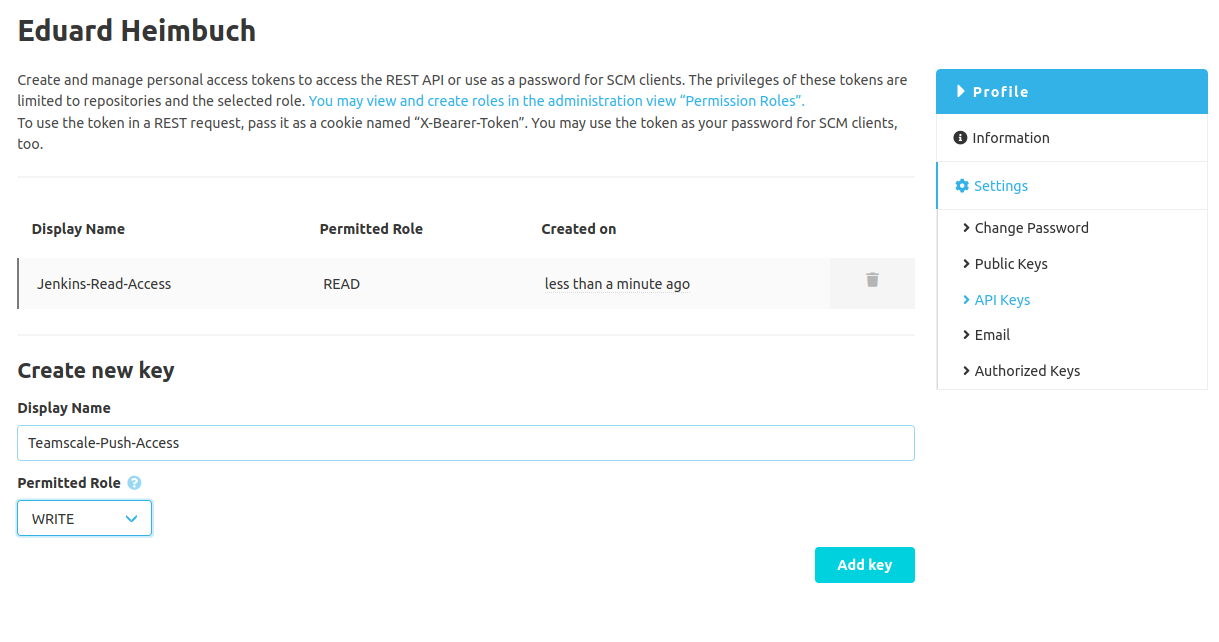 Eduard Heimbuch
Create and manage personal access tokens to access the REST API or use as a password for SCM clients. The privileges of these tokens are
limited to repositories and the selected role. You may view and create roles in the administration view “Permission Roles”.
To use the token in a REST request, pass it as a cookie named “X-Bearer-Token”. You may use the token as your password for SCM clients,
too.
Display Name Permitted Role Created on
Jenkins-Read-Access READ less than a minute ago
Create new key
Display Name
Teamscale-Push-Access
Permitted Role ?
WRITE
Add key
Profile
Information
Settings
Change Password
Public Keys
API Keys
Email
Authorized Keys